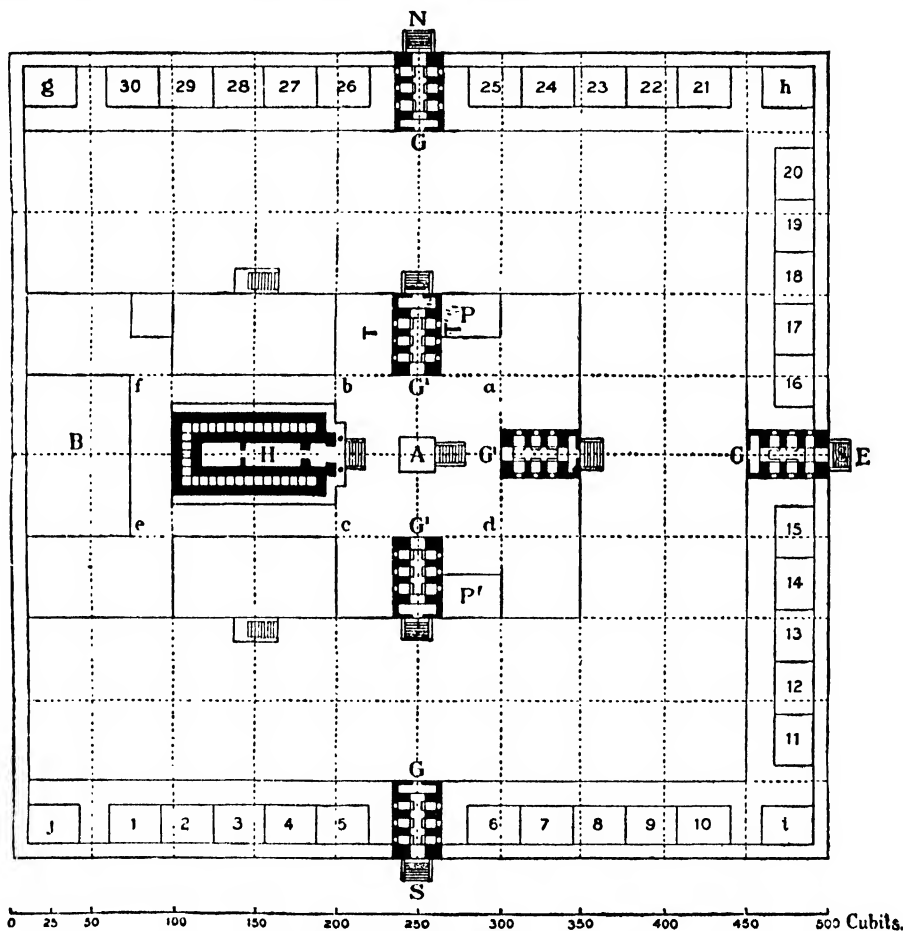 N
g 30 29 28 27 26 25 24 23 22 21 h
G
20
19
18
17
P
T T
16
f b G' a
B H A G' G E
e c G' d
15
14
P'
13
12
11
G
j 1 2 3 4 5 6 7 8 9 10 i
S
0 25 50 100 150 200 250 300 350 400 450 500 Cubits.